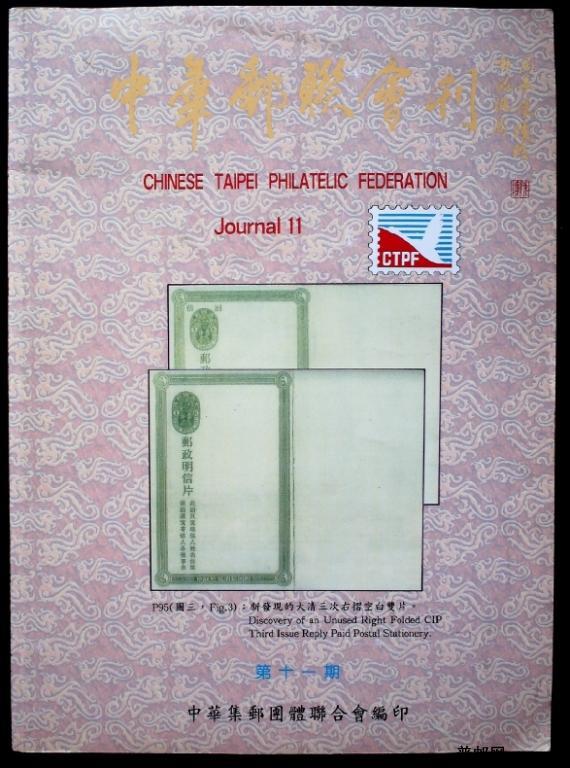 中華郵聯會刊
CHINESE TAIPEI PHILATELIC FEDERATION
Journal 11
CTPF
郵政
郵政明信片
P95(圖三，Fig.3)：新發現的大清三次右摺空白雙片。
Discovery of an Unused Right Folded CIP
Third Issue Reply Paid Postal Stationery.
第十一期
中華集郵團體聯合會編印